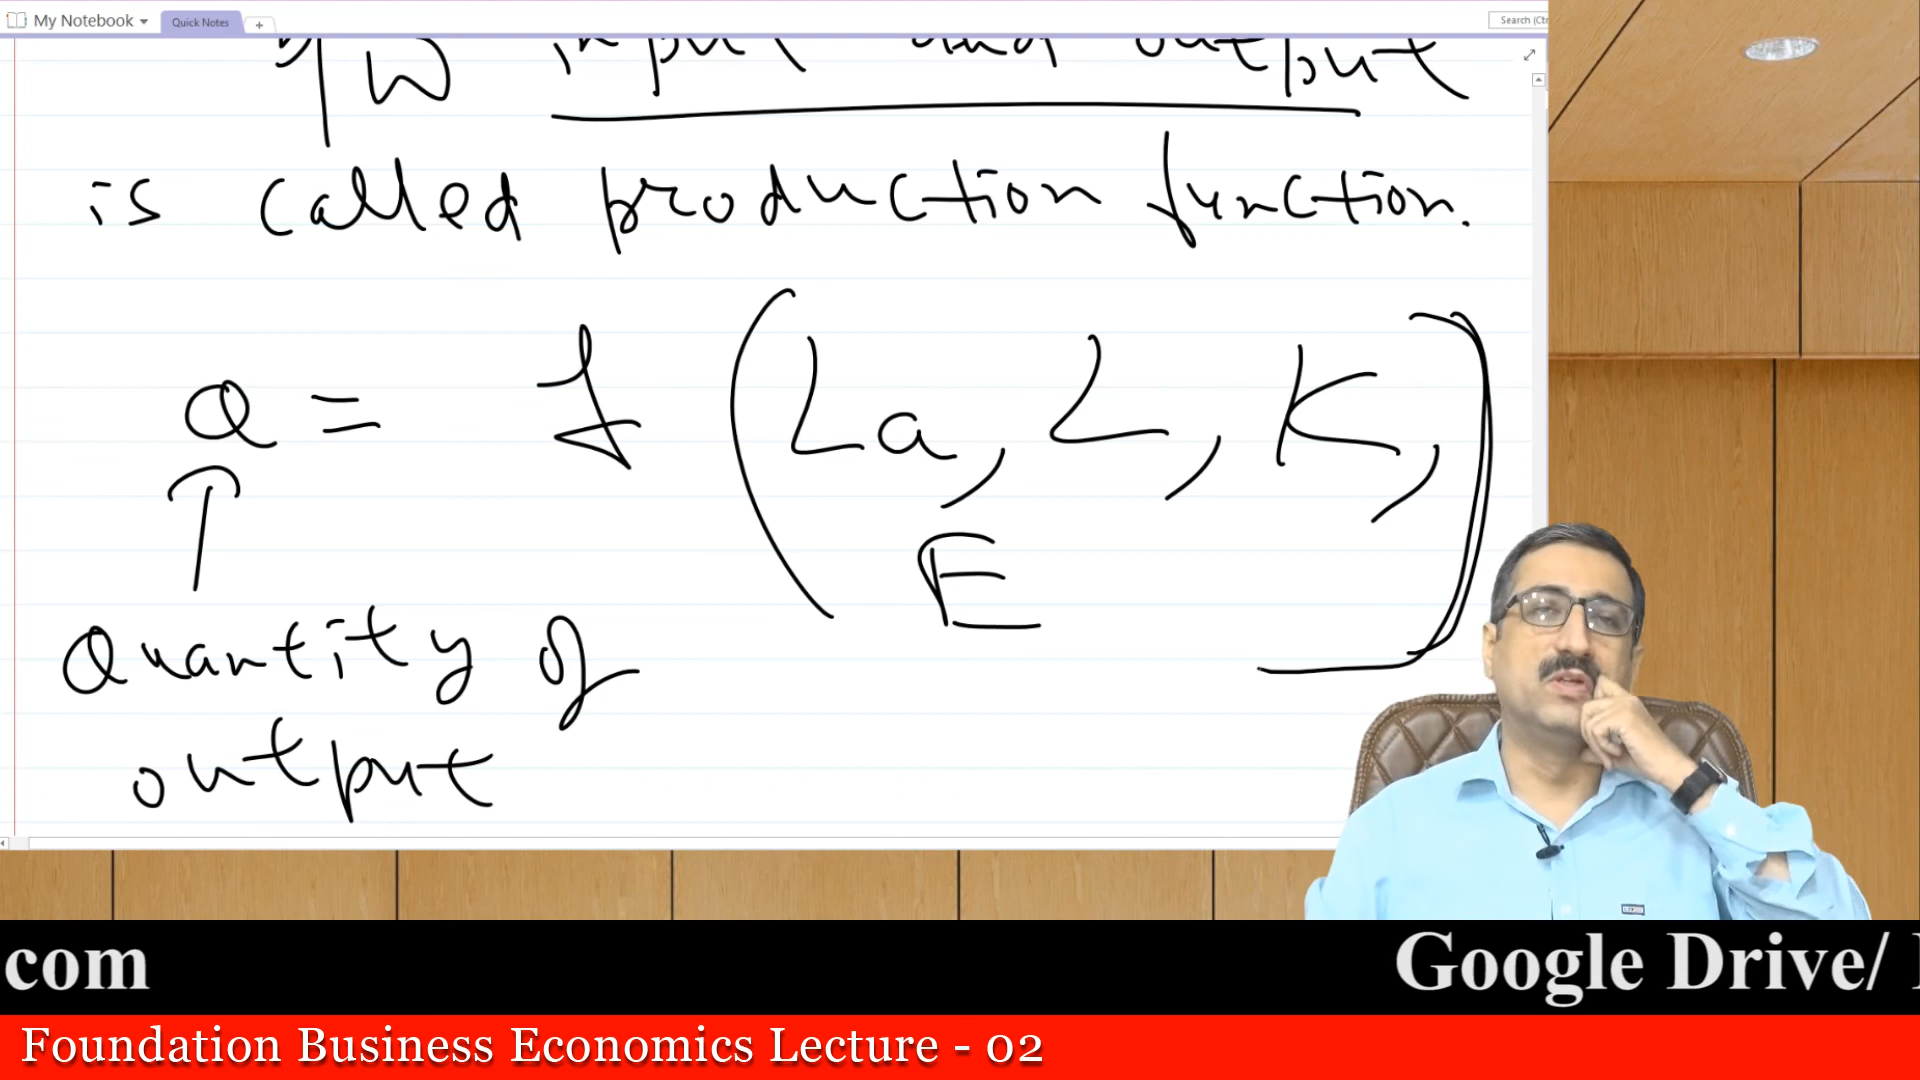 My Notebook
Quick Notes
+
Search (Ct
b/w input and output
is called production function.
Q = f (La, L, K,
E)
Quantity of
output
com
Google Drive/
Foundation Business Economics Lecture - 02